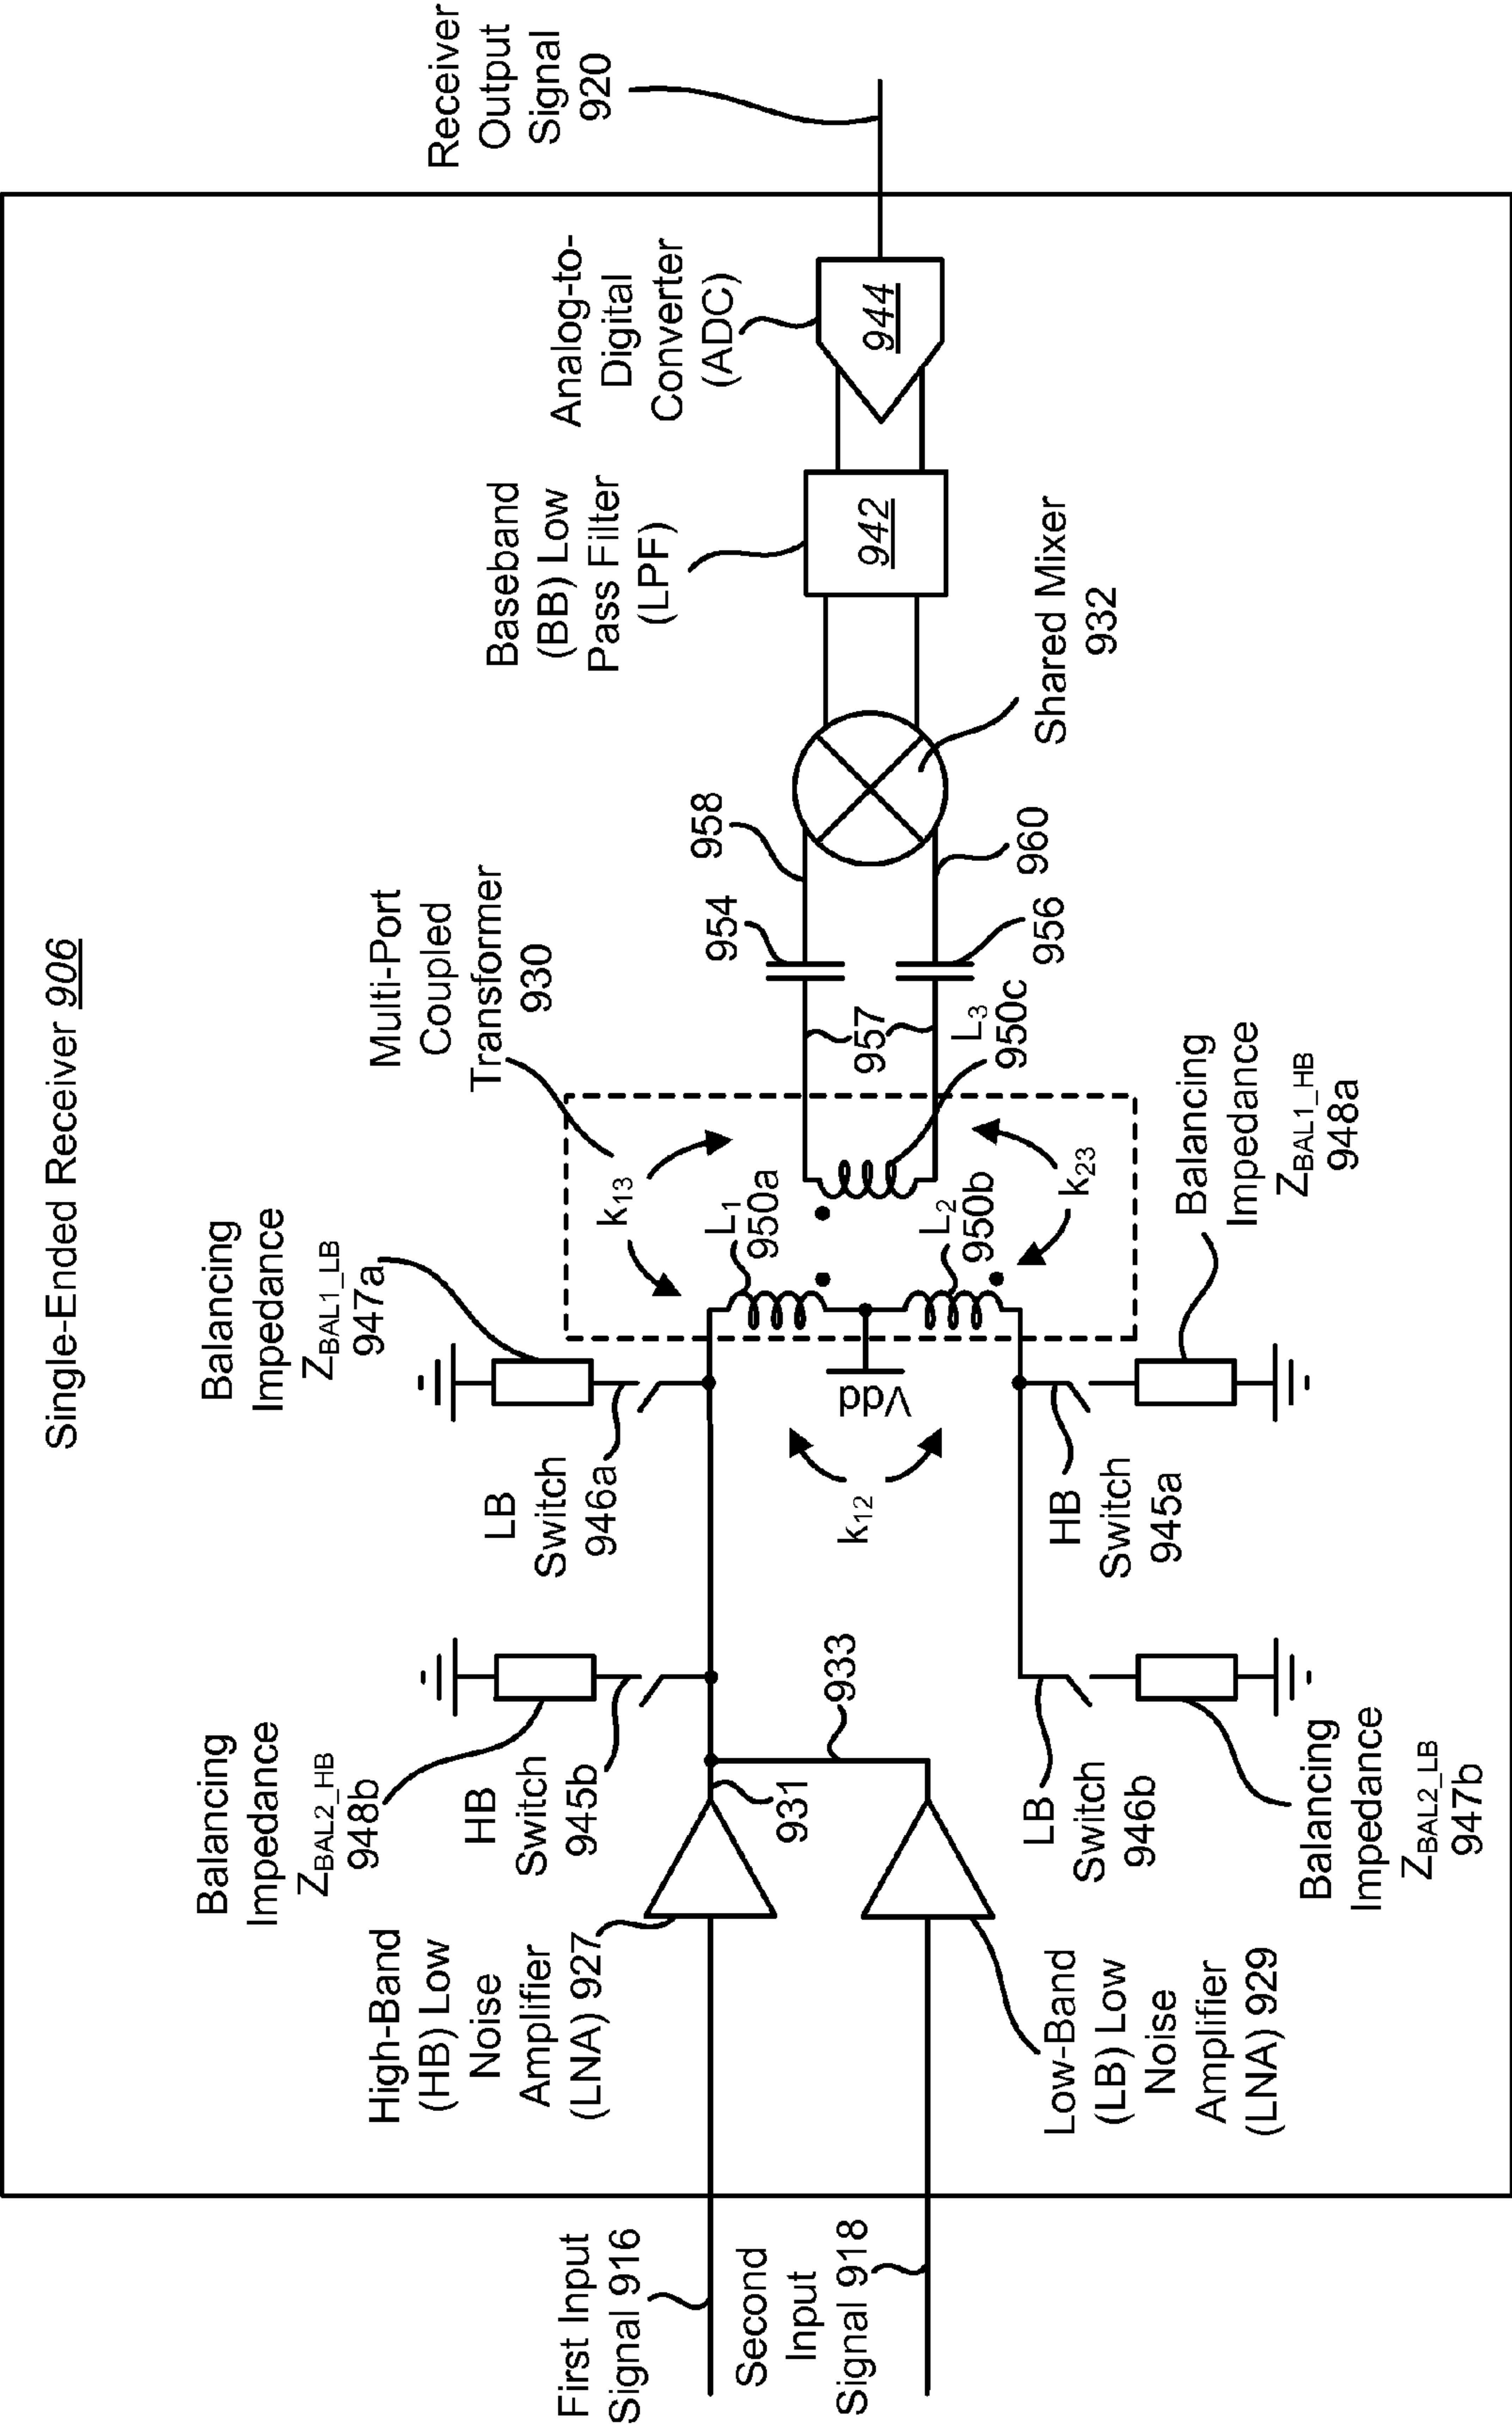 Single-Ended Receiver 906
First Input
Signal 916
Second
Input
Signal 918
High-Band
(HB) Low
Noise
Amplifier
(LNA) 927
Low-Band
(LB) Low
Noise
Amplifier
(LNA) 929
931
933
Balancing
Impedance
ZBAL2_HB
948b
HB
Switch
945b
LB
Switch
946b
Balancing
Impedance
ZBAL2_LB
947b
Balancing
Impedance
ZBAL1_LB
947a
LB
Switch
946a
HB
Switch
945a
Balancing
Impedance
ZBAL1_HB
948a
k12
Vdd
Multi-Port
Coupled
Transformer
930
k13
L1
950a
L2
950b
k23
L3
950c
957
954
956
958
960
Shared Mixer
932
Baseband
(BB) Low
Pass Filter
(LPF)
942
Analog-to-
Digital
Converter
(ADC)
944
Receiver
Output
Signal
920